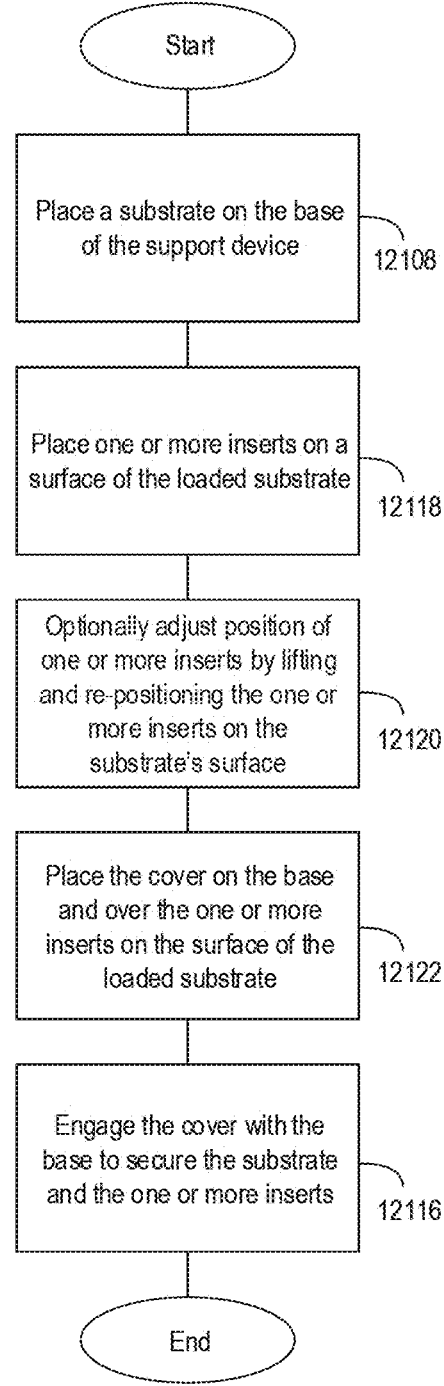 Start
Place a substrate on the base
of the support device
12108
Place one or more inserts on a
surface of the loaded substrate
12118
Optionally adjust position of
one or more inserts by lifting
and re-positioning the one or
more inserts on the
substrate's surface
12120
Place the cover on the base
and over the one or more
inserts on the surface of the
loaded substrate
12122
Engage the cover with the
base to secure the substrate
and the one or more inserts
12116
End